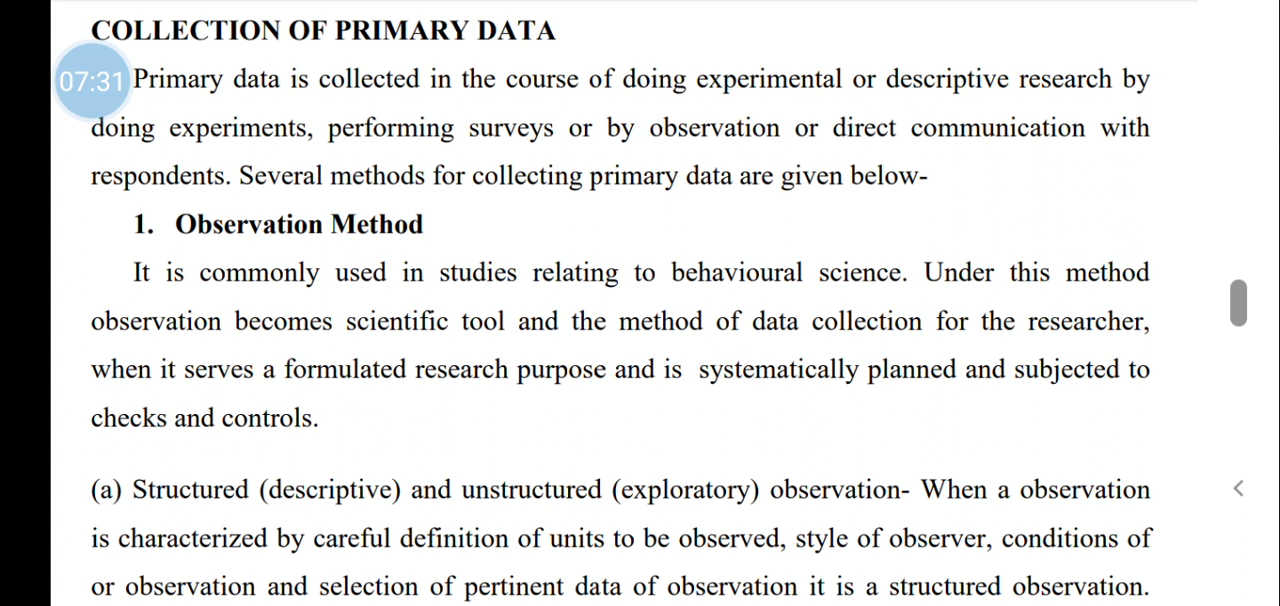 COLLECTION OF PRIMARY DATA
07:31 Primary data is collected in the course of doing experimental or descriptive research by
doing experiments, performing surveys or by observation or direct communication with
respondents. Several methods for collecting primary data are given below-
1. Observation Method
It is commonly used in studies relating to behavioural science. Under this method
observation becomes scientific tool and the method of data collection for the researcher,
when it serves a formulated research purpose and is systematically planned and subjected to
checks and controls.
(a) Structured (descriptive) and unstructured (exploratory) observation- When a observation
is characterized by careful definition of units to be observed, style of observer, conditions of
or observation and selection of pertinent data of observation it is a structured observation.